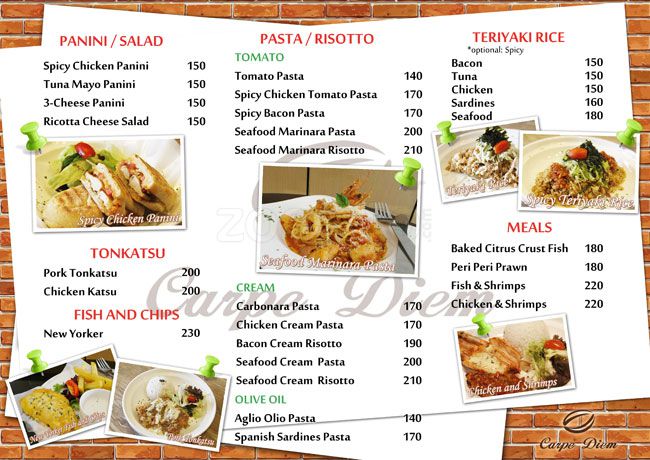 PANINI / SALAD
Spicy Chicken Panini 150
Tuna Mayo Panini 150
3-Cheese Panini 150
Ricotta Cheese Salad 150
Spicy Chicken Panini
TONKATSU
Pork Tonkatsu 200
Chicken Katsu 200
FISH AND CHIPS
New Yorker 230
New Yorker Fish and Chips
Pork Tonkatsu
PASTA / RISOTTO
TOMATO
Tomato Pasta 140
Spicy Chicken Tomato Pasta 170
Spicy Bacon Pasta 170
Seafood Marinara Pasta 200
Seafood Marinara Risotto 210
Seafood Marinara Pasta
CREAM
Carbonara Pasta 170
Chicken Cream Pasta 170
Bacon Cream Risotto 190
Seafood Cream Pasta 200
Seafood Cream Risotto 210
OLIVE OIL
Aglio Olio Pasta 140
Spanish Sardines Pasta 170
TERIYAKI RICE
*optional: Spicy
Bacon 150
Tuna 150
Chicken 150
Sardines 160
Seafood 180
Teriyaki Rice
Spicy Teriyaki Rice
MEALS
Baked Citrus Crust Fish 180
Peri Peri Prawn 180
Fish & Shrimps 220
Chicken & Shrimps 220
Chicken and Shrimps
Carpe Diem
Carpe Diem